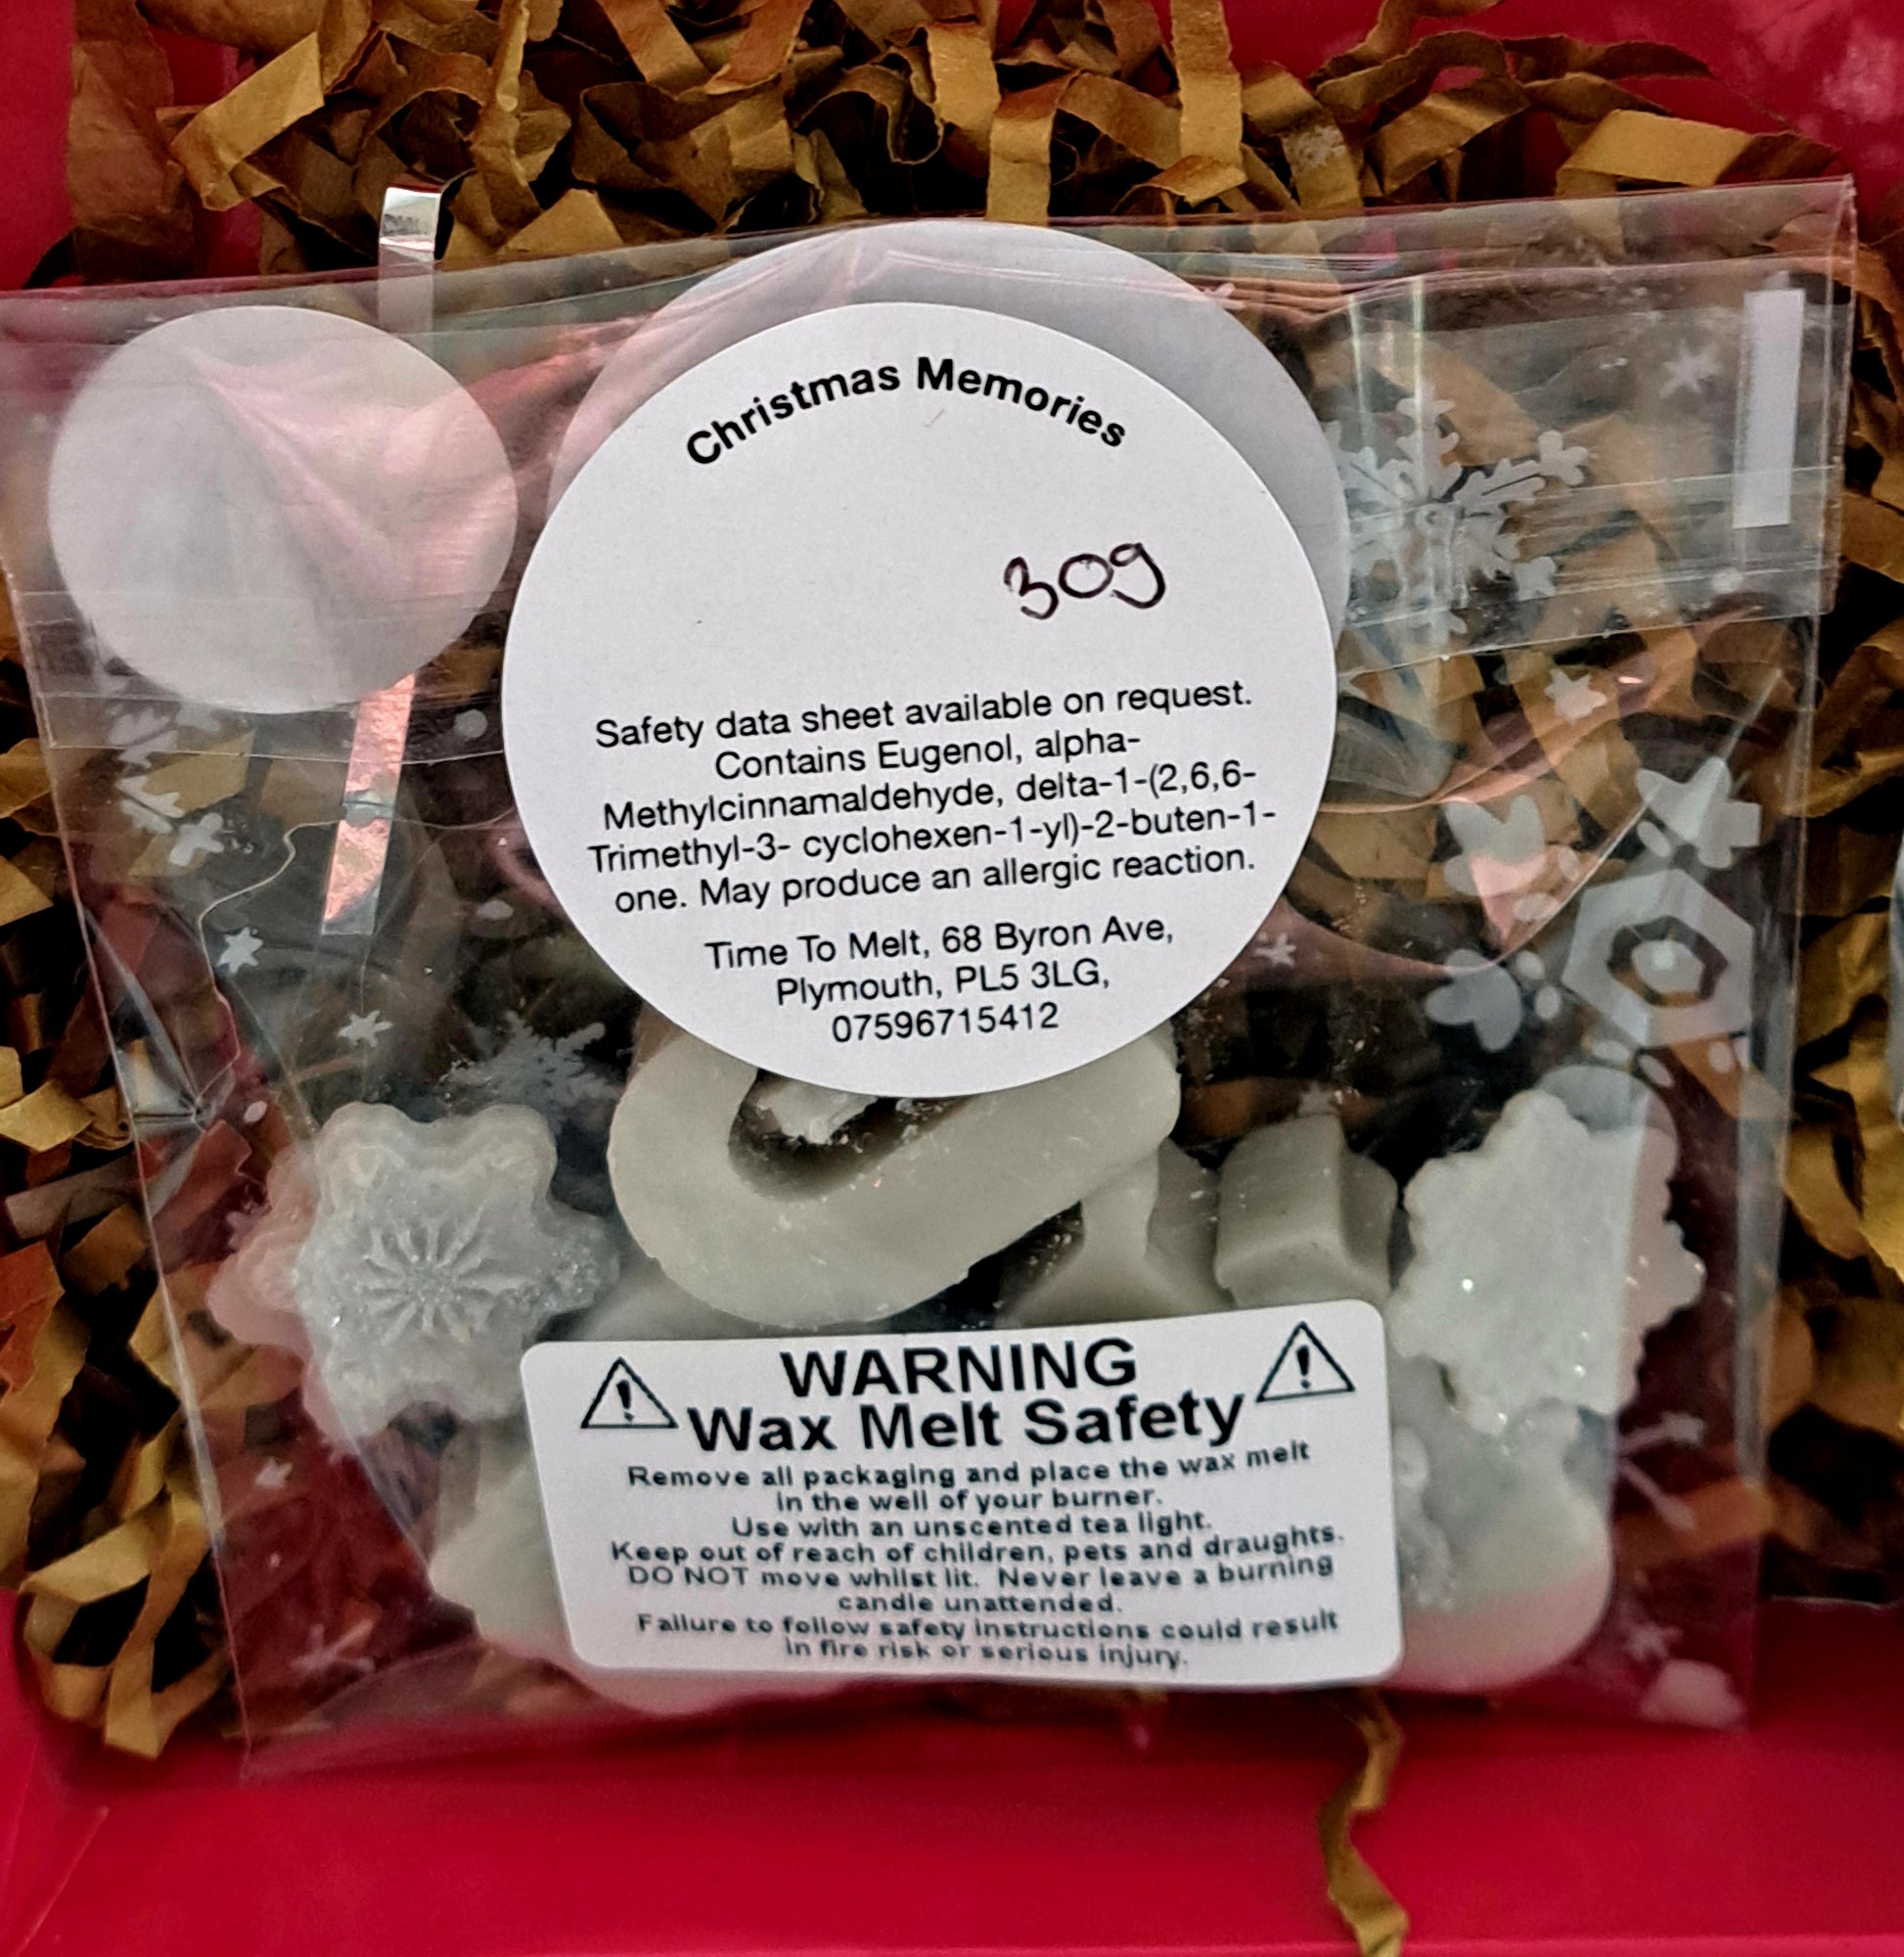 Christmas Memories
30g
Safety data sheet available on request.
Contains Eugenol, alpha-
Methylcinnamaldehyde, delta-1-(2,6,6-
Trimethyl-3- cyclohexen-1-yl)-2-buten-1-
one. May produce an allergic reaction.
Time To Melt, 68 Byron Ave,
Plymouth, PL5 3LG,
07596715412
WARNING
Wax Melt Safety
Remove all packaging and place the wax melt
in the well of your burner.
Use with an unscented tea light.
Keep out of reach of children, pets and draughts.
DO NOT move whilst lit. Never leave a burning
candle unattended.
Failure to follow safety instructions could result
in fire risk or serious injury.